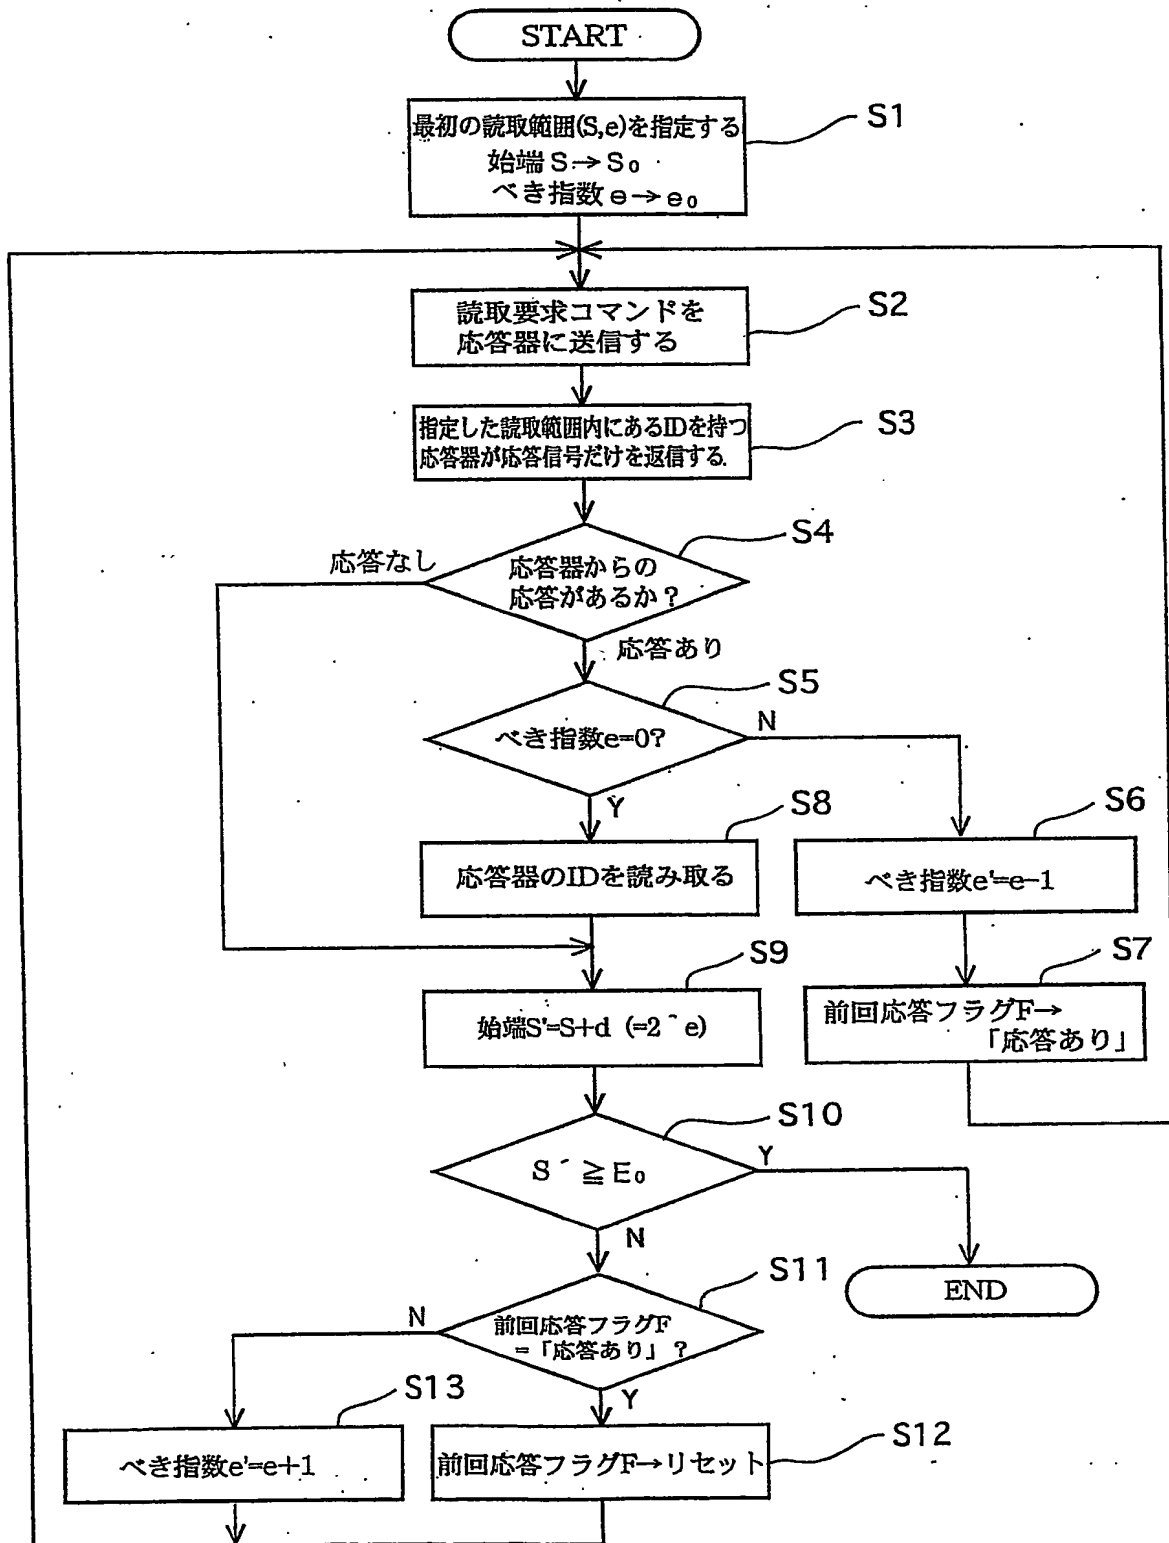 START
最初の読取範囲(S,e)を指定する
始端 S→S0
べき指数 e→e0
S1
読取要求コマンドを
応答器に送信する
S2
指定した読取範囲内にあるIDを持つ
応答器が応答信号だけを返信する.
S3
応答器からの
応答があるか?
S4
応答なし
応答あり
べき指数e=0?
S5
N
Y
応答器のIDを読み取る
S8
べき指数e'=e-1
S6
前回応答フラグF→
「応答あり」
S7
始端S'=S+d (=2^e)
S9
S´≧E0
S10
Y
N
END
前回応答フラグF
=「応答あり」?
S11
N
Y
べき指数e'=e+1
S13
前回応答フラグF→リセット
S12